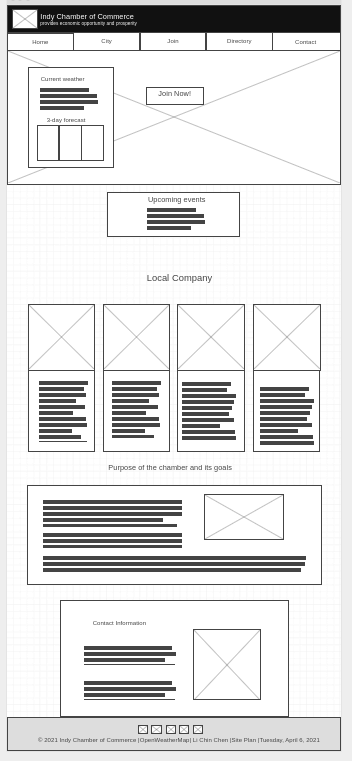 Indy Chamber of Commerce
provides economic opportunity and prosperity
Home City Join Directory Contact
Current weather
Join Now!
3-day forecast
Upcoming events
Local Company
Purpose of the chamber and its goals
Contact Information
© 2021 Indy Chamber of Commerce |OpenWeatherMap| Li Chin Chen |Site Plan |Tuesday, April 6, 2021